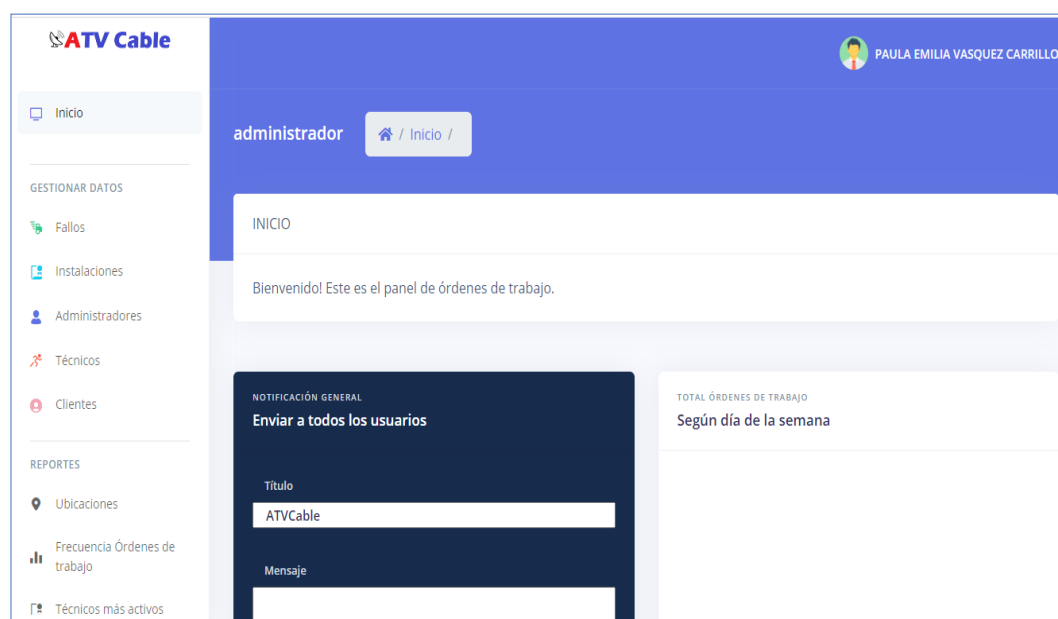 ATV Cable
PAULA EMILIA VASQUEZ CARRILLO
Inicio
administrador
/ Inicio /
GESTIONAR DATOS
Fallos
Instalaciones
Administradores
Técnicos
Clientes
REPORTES
Ubicaciones
Frecuencia Órdenes de
trabajo
Técnicos más activos
INICIO
Bienvenido! Este es el panel de órdenes de trabajo.
NOTIFICACIÓN GENERAL
Enviar a todos los usuarios
Título
ATVCable
Mensaje
TOTAL ÓRDENES DE TRABAJO
Según día de la semana